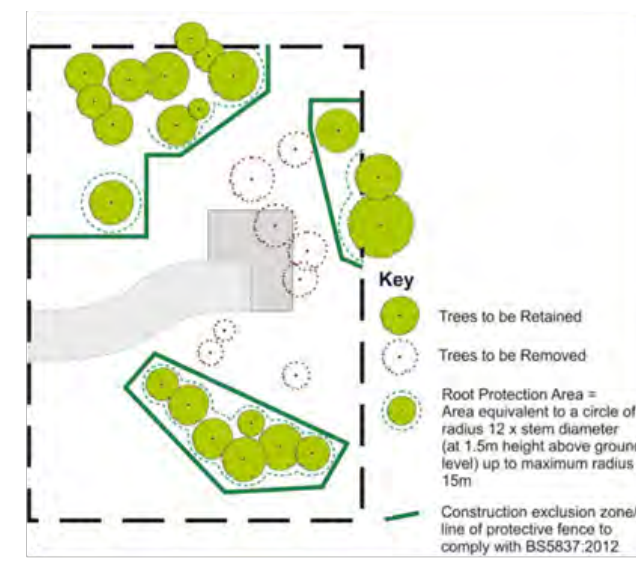 Key
Trees to be Retained
Trees to be Removed
Root Protection Area =
Area equivalent to a circle of
radius 12 x stem diameter
(at 1.5m height above ground
level) up to maximum radius
15m
Construction exclusion zone/
line of protective fence to
comply with BS5837:2012